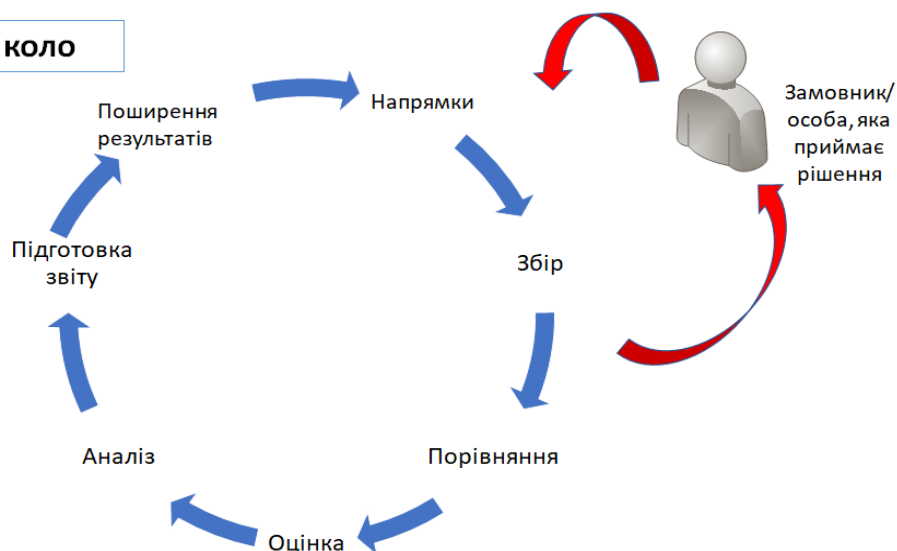 КОЛО
Напрямки
Замовник/
особа, яка
приймає
рішення
Збір
Порівняння
Оцінка
Аналіз
Підготовка
звіту
Поширення
результатів